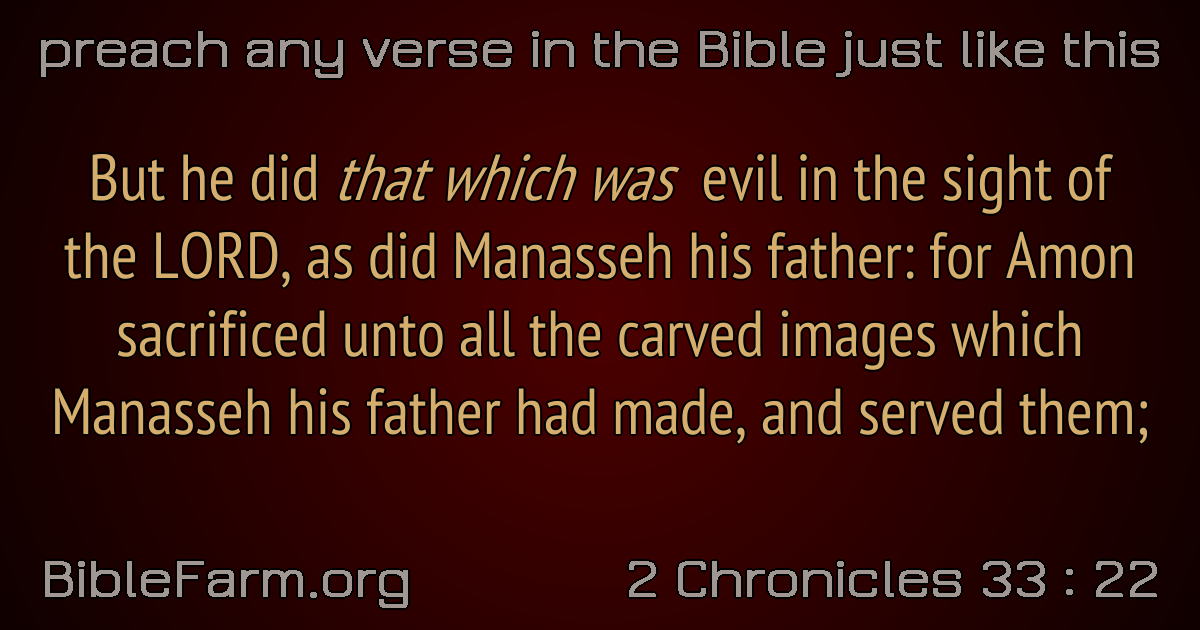 preach any verse in the Bible just like this
But he did that which was evil in the sight of
the LORD, as did Manasseh his father: for Amon
sacrificed unto all the carved images which
Manasseh his father had made, and served them;
BibleFarm.org
2 Chronicles 33 : 22